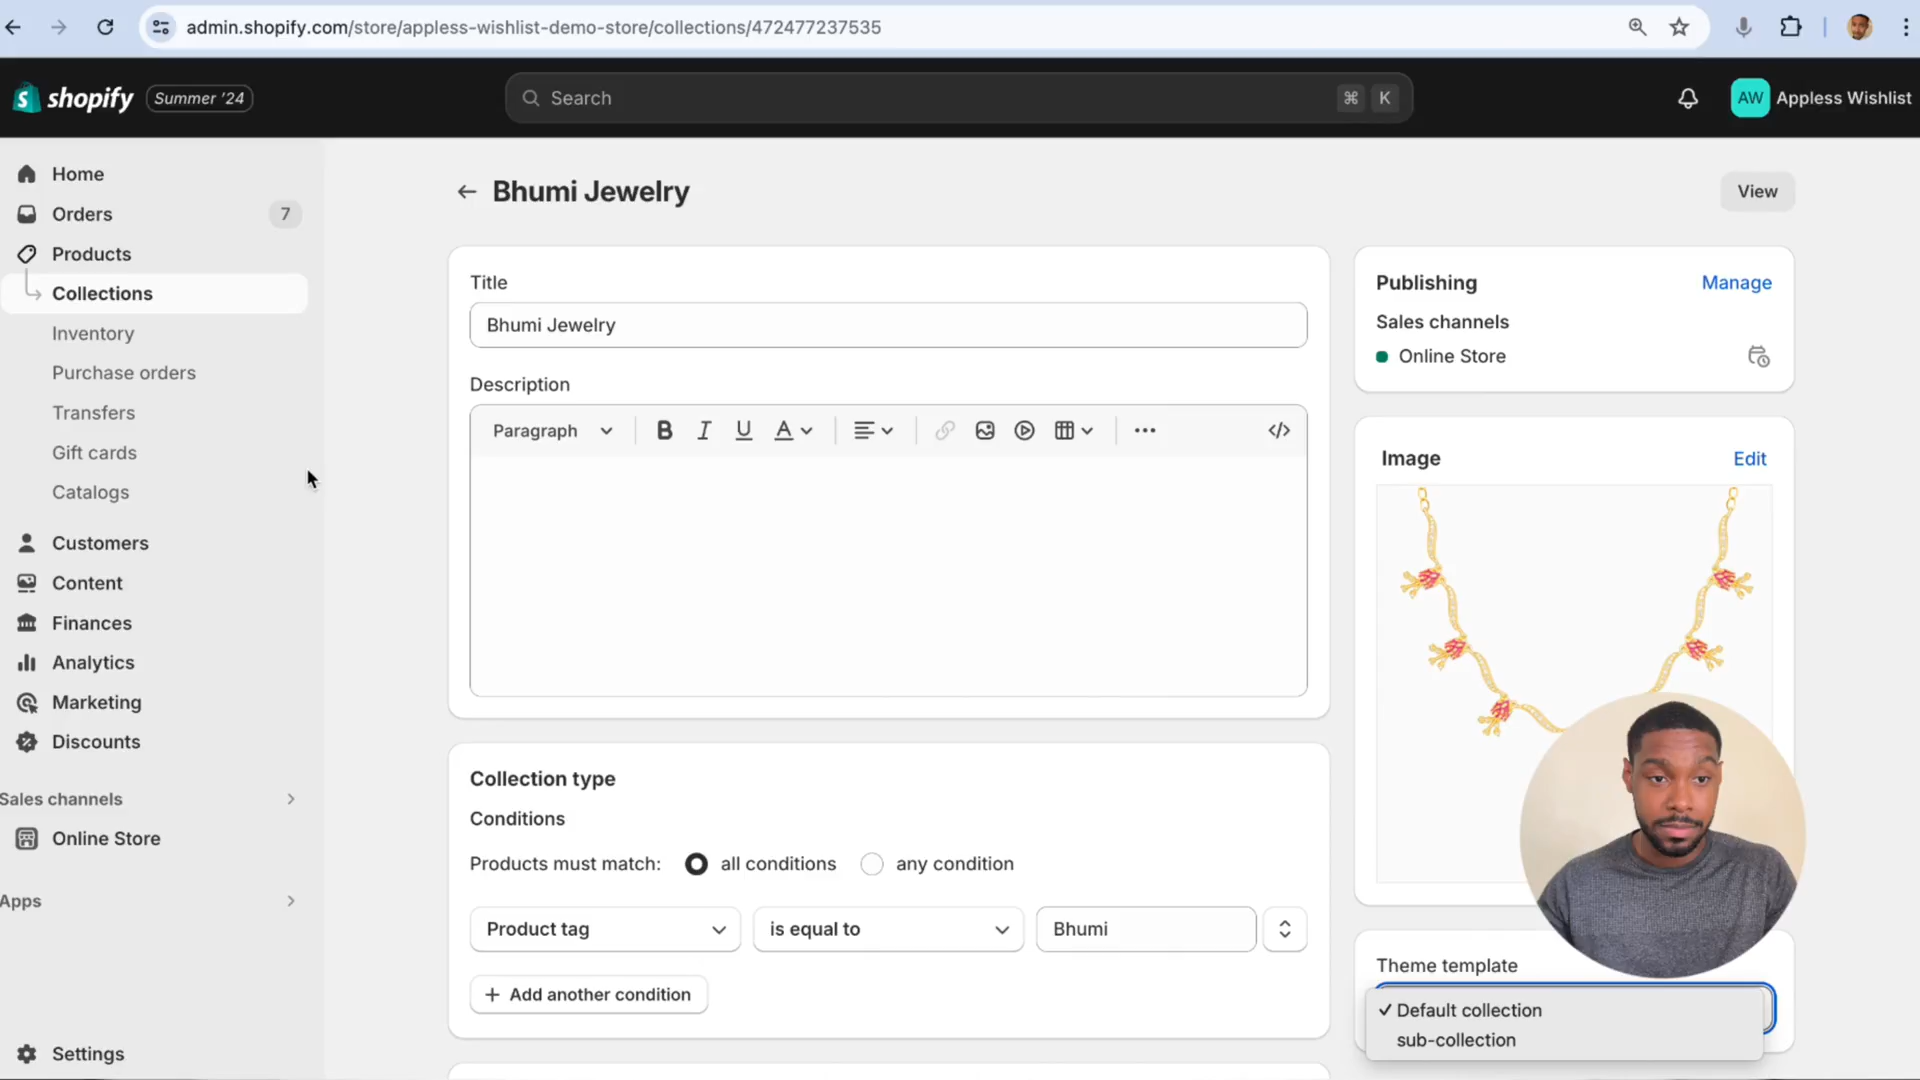 admin.shopify.com/store/appless-wishlist-demo-store/collections/472477237535
shopify Summer '24
Search ⌘ K
AW Appless Wishlist
Home
Orders 7
Products
Collections
Inventory
Purchase orders
Transfers
Gift cards
Catalogs
Customers
Content
Finances
Analytics
Marketing
Discounts
Sales channels
Online Store
Apps
Settings
Bhumi Jewelry
View
Title
Bhumi Jewelry
Description
Paragraph B I U A
Collection type
Conditions
Products must match: all conditions any condition
Product tag is equal to Bhumi
+ Add another condition
Publishing Manage
Sales channels
Online Store
Image Edit
Theme template
✓ Default collection
sub-collection